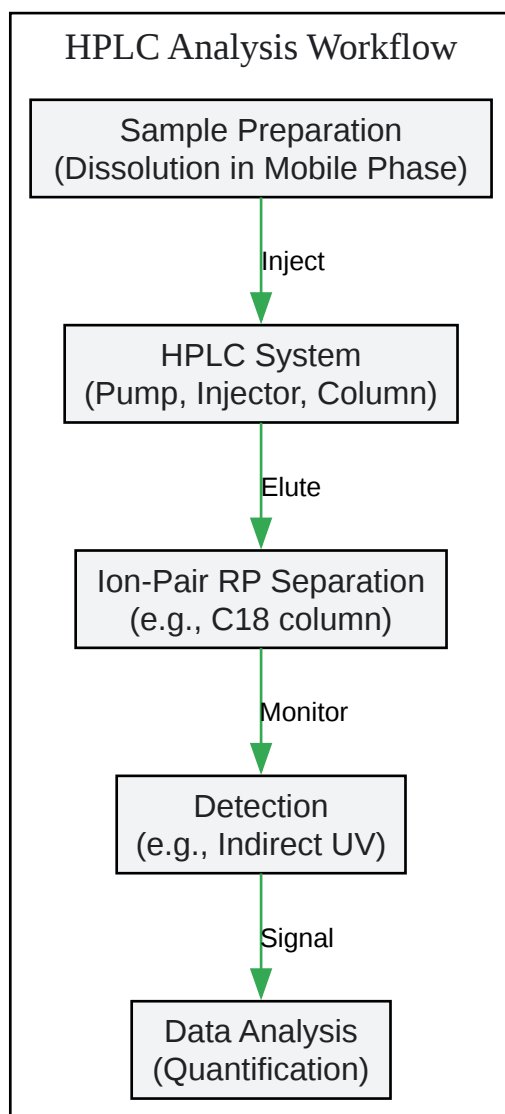 HPLC Analysis Workflow
Sample Preparation
(Dissolution in Mobile Phase)
Inject
HPLC System
(Pump, Injector, Column)
Elute
Ion-Pair RP Separation
(e.g., C18 column)
Monitor
Detection
(e.g., Indirect UV)
Signal
Data Analysis
(Quantification)